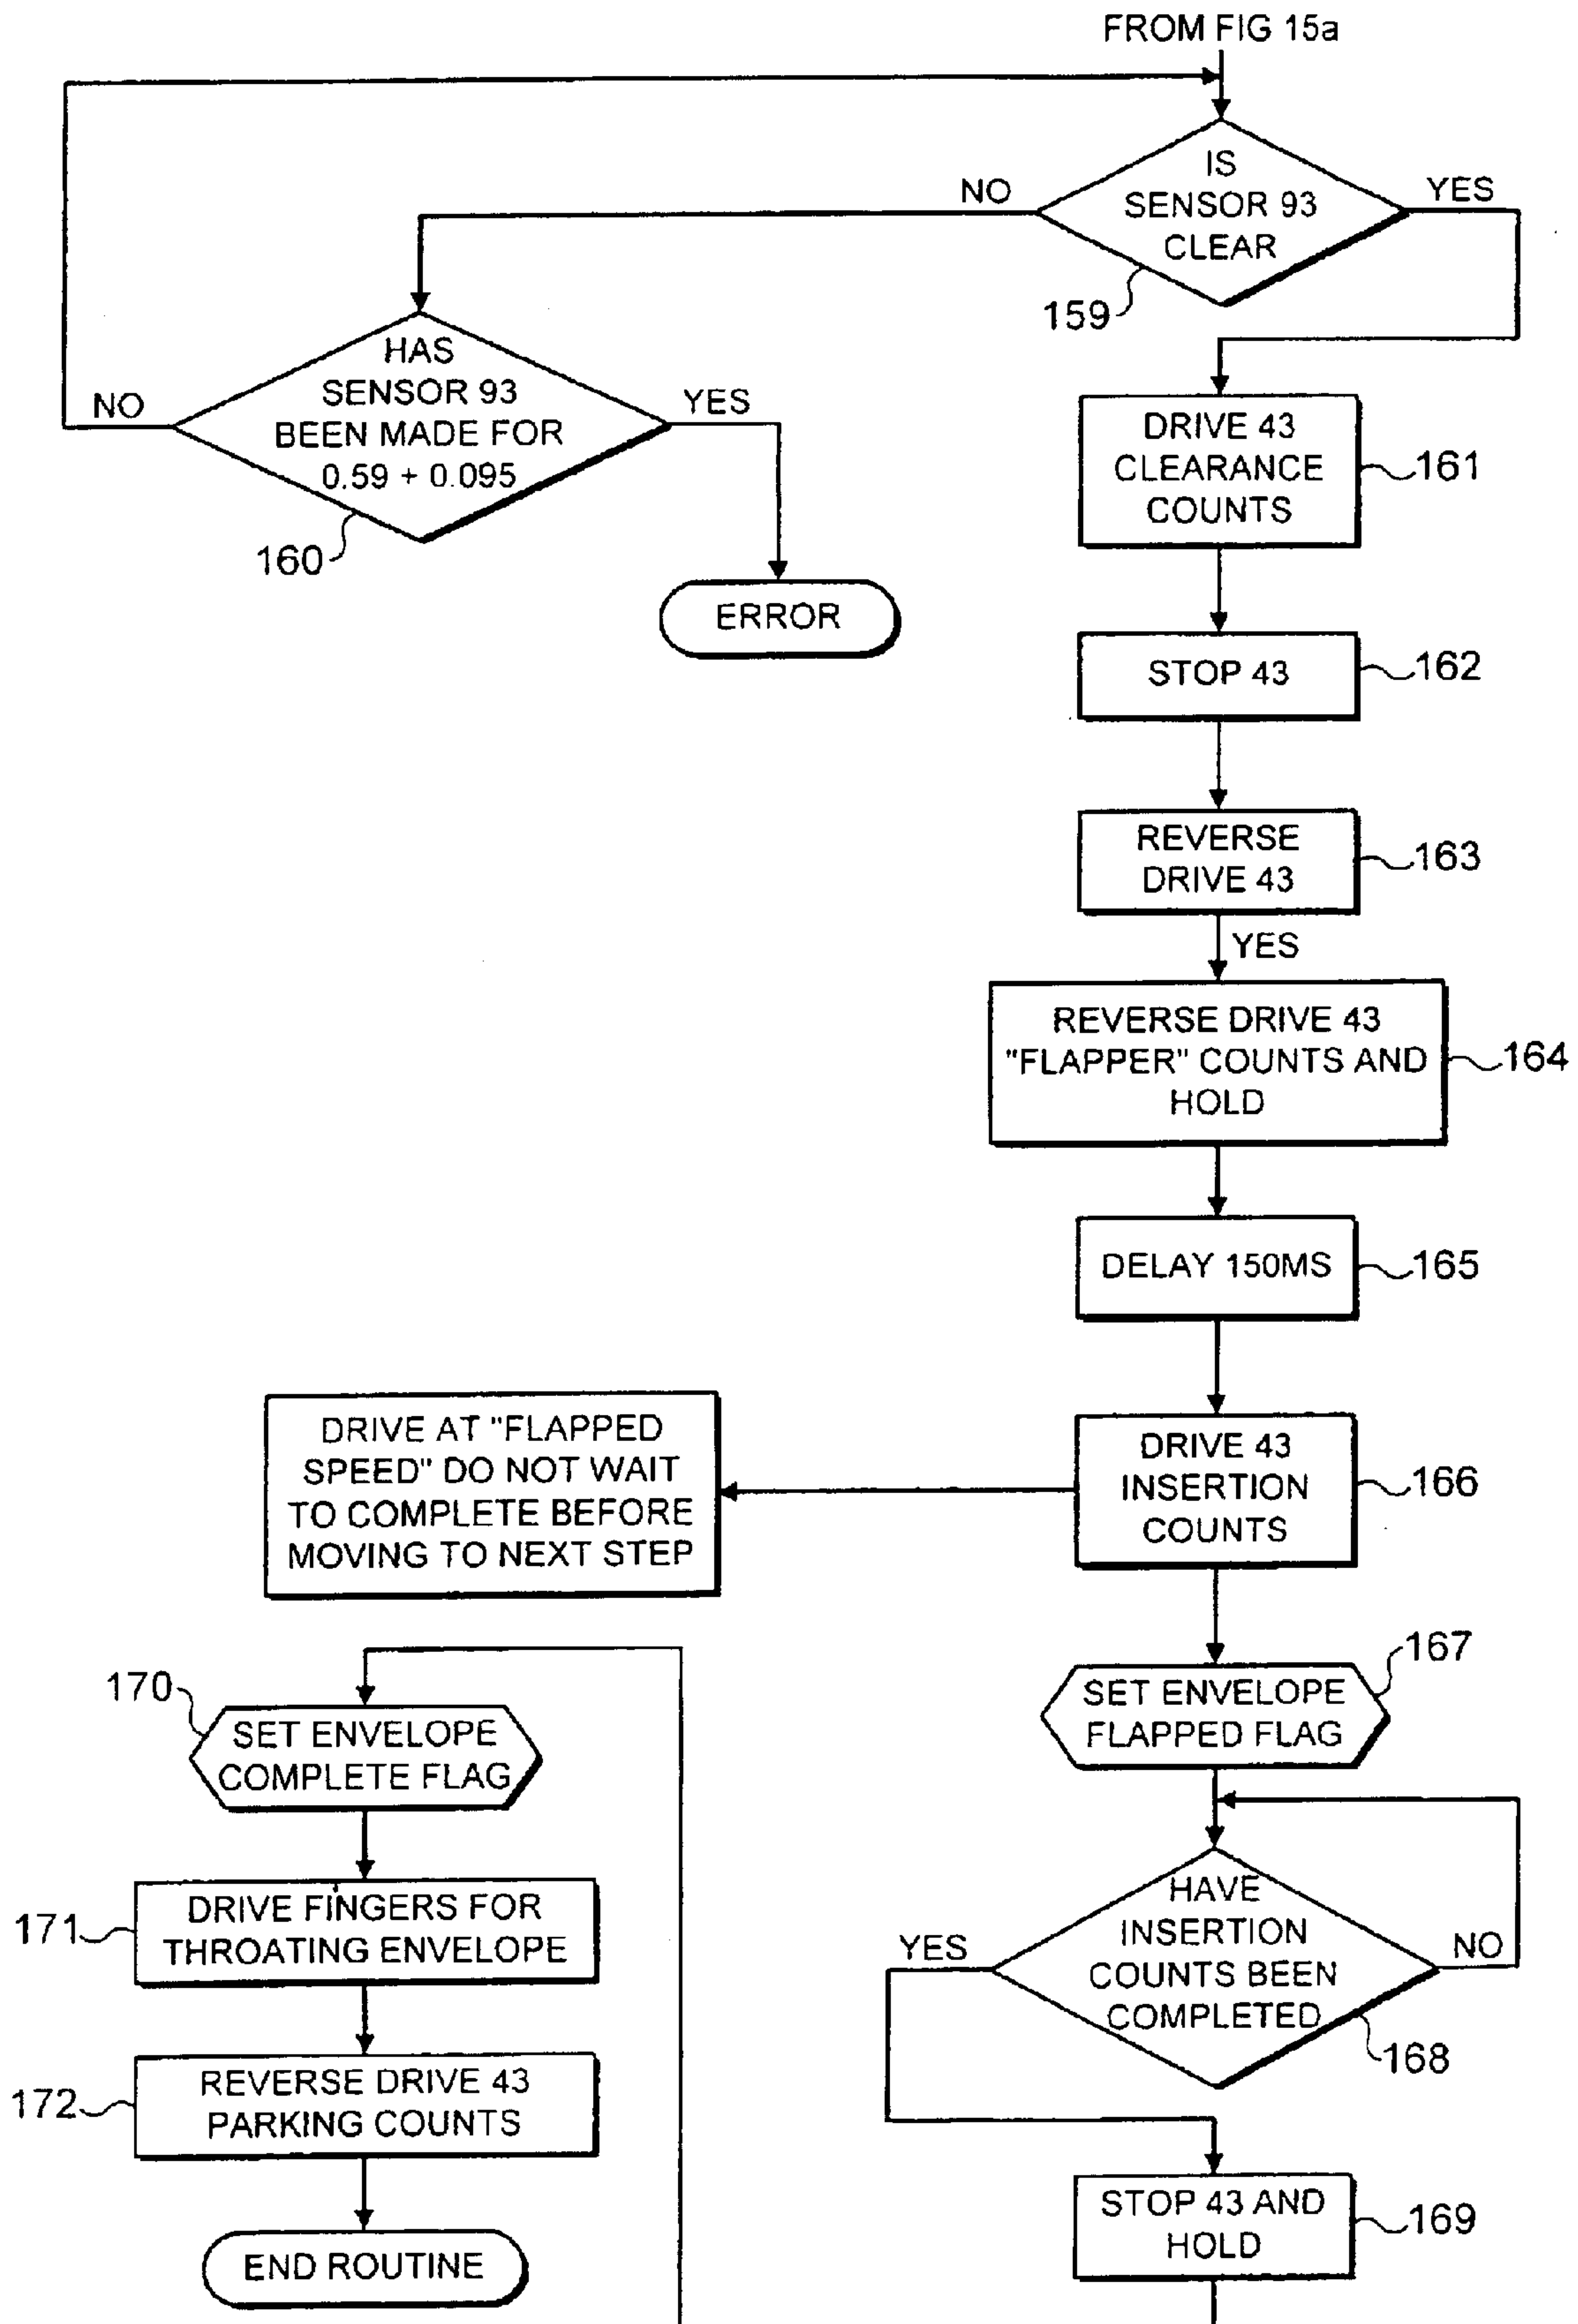 FROM FIG 15a
IS
SENSOR 93
CLEAR
NO
YES
159
HAS
SENSOR 93
BEEN MADE FOR
0.59 + 0.095
NO
YES
160
ERROR
DRIVE 43
CLEARANCE
COUNTS
161
STOP 43
162
REVERSE
DRIVE 43
163
YES
REVERSE DRIVE 43
"FLAPPER" COUNTS AND
HOLD
164
DELAY 150MS
165
DRIVE 43
INSERTION
COUNTS
166
DRIVE AT "FLAPPED
SPEED" DO NOT WAIT
TO COMPLETE BEFORE
MOVING TO NEXT STEP
167
SET ENVELOPE
FLAPPED FLAG
HAVE
INSERTION
COUNTS BEEN
COMPLETED
YES
NO
168
STOP 43 AND
HOLD
169
170
SET ENVELOPE
COMPLETE FLAG
171
DRIVE FINGERS FOR
THROATING ENVELOPE
172
REVERSE DRIVE 43
PARKING COUNTS
END ROUTINE